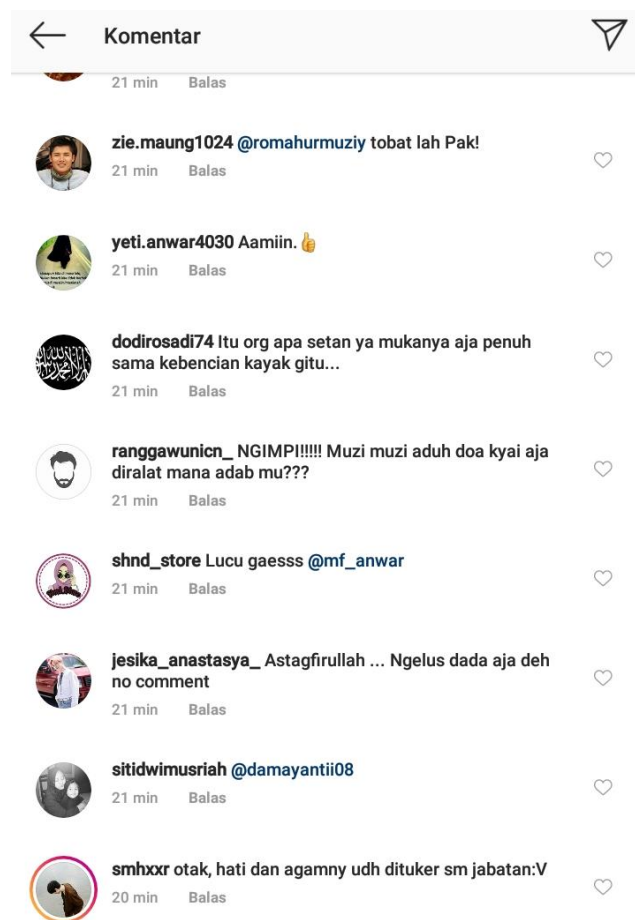 Komentar
21 min Balas
zie.maung1024 @romahurmuziy tobat lah Pak!
21 min Balas
yeti.anwar4030 Aamiin.👍
21 min Balas
dodirosadi74 Itu org apa setan ya mukanya aja penuh
sama kebencian kayak gitu...
21 min Balas
ranggawunicn_ NGIMPI!!!!! Muzi muzi aduh doa kyai aja
diralat mana adab mu???
21 min Balas
shnd_store Lucu gaesss @mf_anwar
21 min Balas
jesika_anastasya_ Astagfirullah ... Ngelus dada aja deh
no comment
21 min Balas
sitidwimusriah @damayantii08
21 min Balas
smhxxr otak, hati dan agamny udh dituker sm jabatan:V
20 min Balas